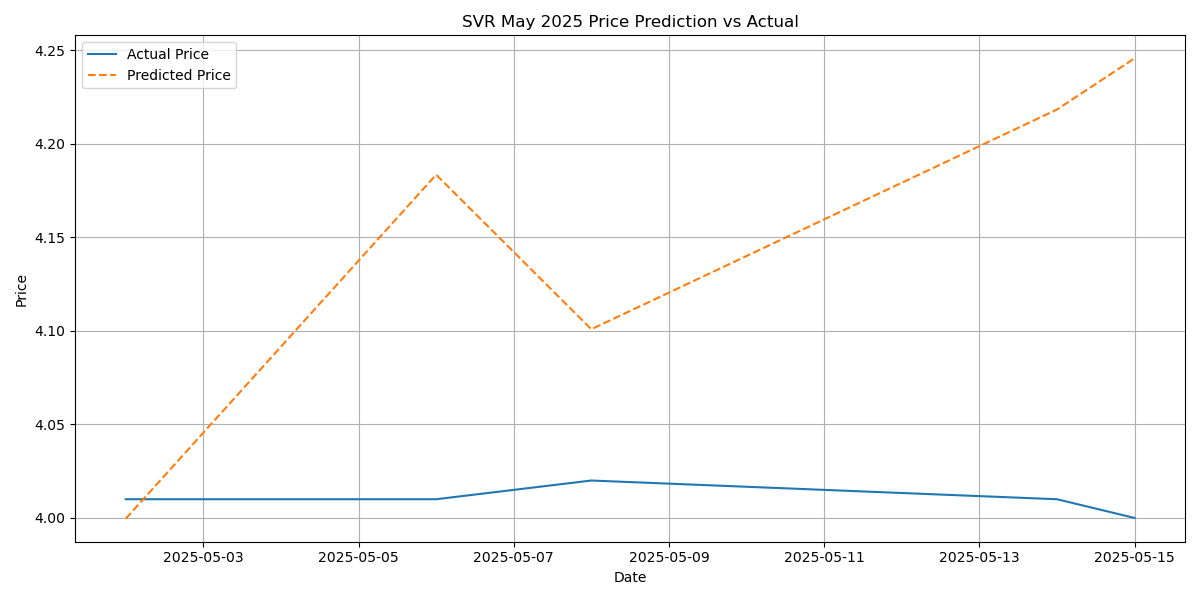 SVR May 2025 Price Prediction vs Actual
Actual Price
Predicted Price
Price
4.25
4.20
4.15
4.10
4.05
4.00
2025-05-03 2025-05-05 2025-05-07 2025-05-09 2025-05-11 2025-05-13 2025-05-15
Date